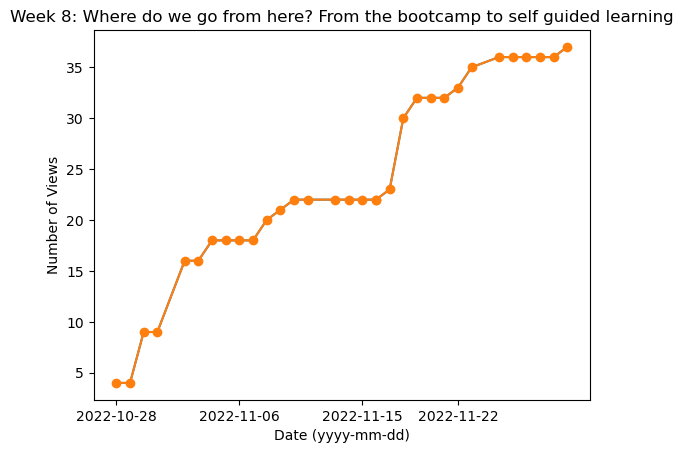 Week 8: Where do we go from here? From the bootcamp to self guided learning
Number of Views
35
30
25
20
15
10
5
2022-10-28 2022-11-06 2022-11-15 2022-11-22
Date (yyyy-mm-dd)